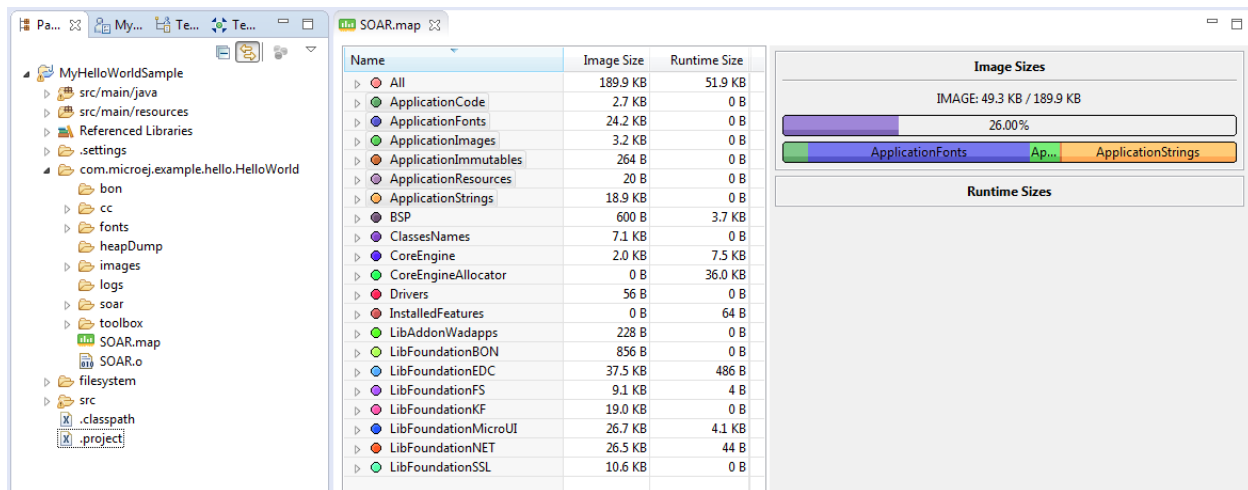 Pa... My... Te... Te...
MyHelloWorldSample
src/main/java
src/main/resources
Referenced Libraries
.settings
com.microej.example.hello.HelloWorld
bon
cc
fonts
heapDump
images
logs
soar
toolbox
SOAR.map
SOAR.o
filesystem
src
.classpath
.project
SOAR.map
Name Image Size Runtime Size
All 189.9 KB 51.9 KB
ApplicationCode 2.7 KB 0 B
ApplicationFonts 24.2 KB 0 B
ApplicationImages 3.2 KB 0 B
ApplicationImmutables 264 B 0 B
ApplicationResources 20 B 0 B
ApplicationStrings 18.9 KB 0 B
BSP 600 B 3.7 KB
ClassesNames 7.1 KB 0 B
CoreEngine 2.0 KB 7.5 KB
CoreEngineAllocator 0 B 36.0 KB
Drivers 56 B 0 B
InstalledFeatures 0 B 64 B
LibAddonWadapps 228 B 0 B
LibFoundationBON 856 B 0 B
LibFoundationEDC 37.5 KB 486 B
LibFoundationFS 9.1 KB 4 B
LibFoundationKF 19.0 KB 0 B
LibFoundationMicroUI 26.7 KB 4.1 KB
LibFoundationNET 26.5 KB 44 B
LibFoundationSSL 10.6 KB 0 B
Image Sizes
IMAGE: 49.3 KB / 189.9 KB
26.00%
ApplicationFonts Ap... ApplicationStrings
Runtime Sizes